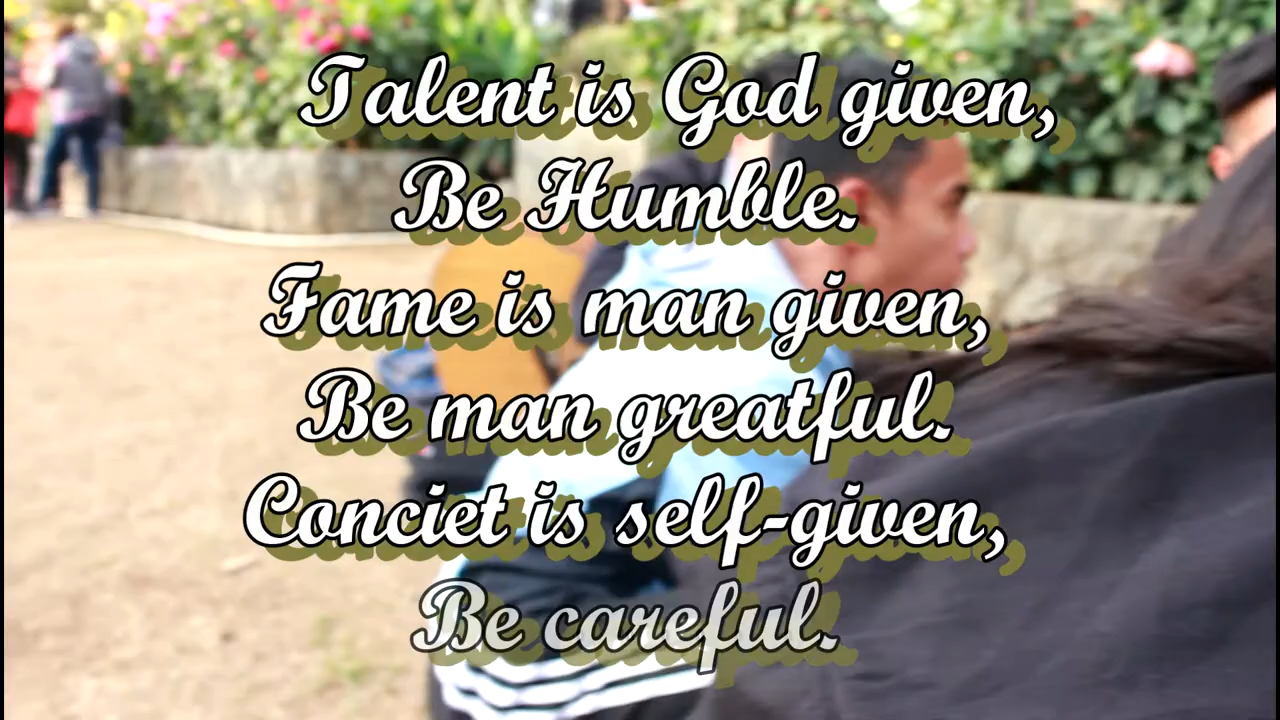 Talent is God given,
Be Humble.
Fame is man given,
Be man greatful.
Conciet is self-given,
Be careful.